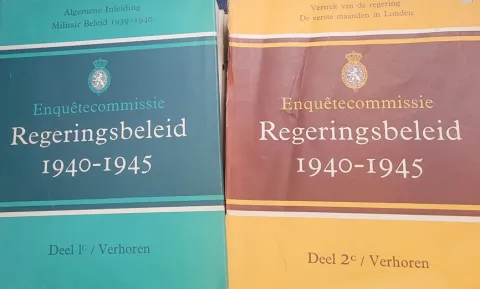 Algemene Inleiding
Militair Beleid 1939-1940
Enquêtecommissie
Regeringsbeleid
1940-1945
Deel 1c / Verhoren
Vertrek van de regering
De eerste maanden in Londen
Enquêtecommissie
Regeringsbeleid
1940-1945
Deel 2c / Verhoren